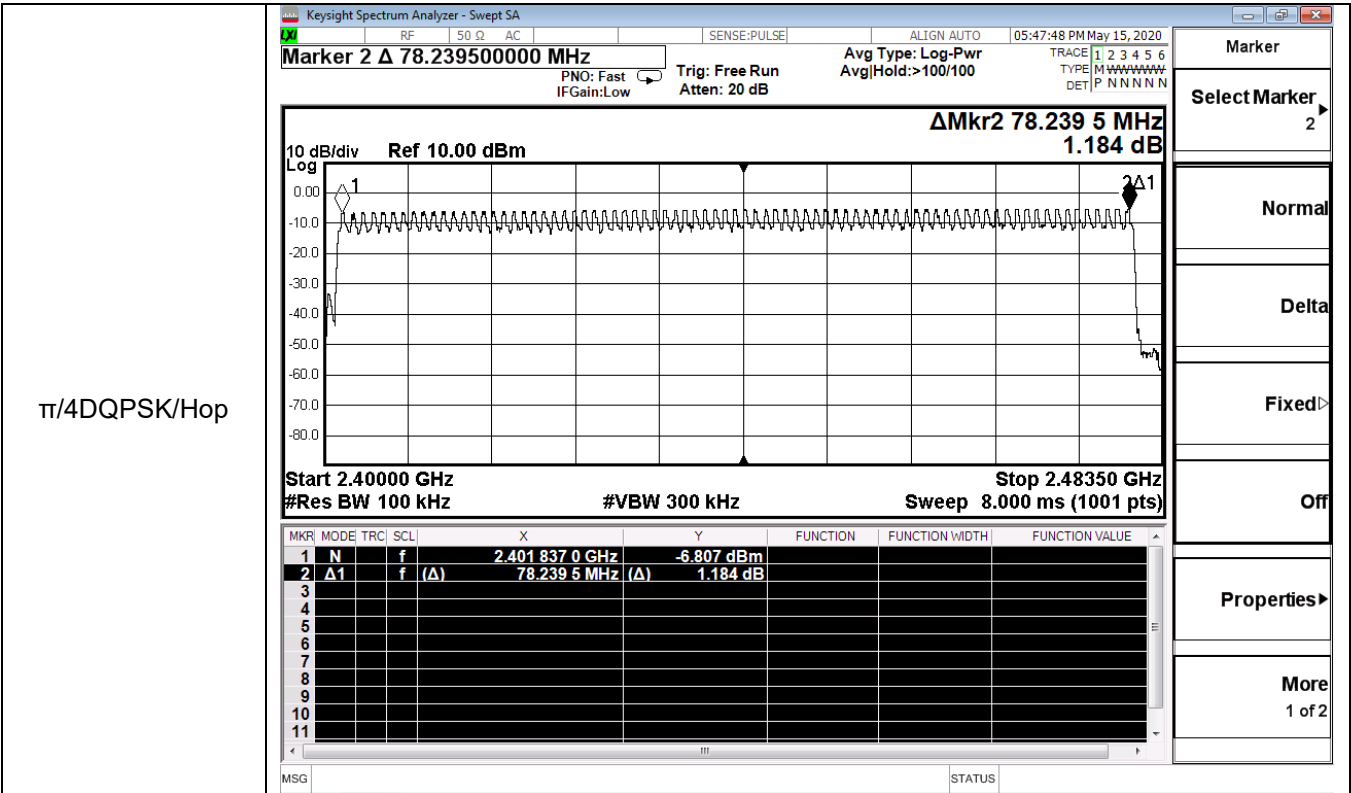 Keysight Spectrum Analyzer - Swept SA
LXI RF 50 Ω AC SENSE:PULSE ALIGN AUTO 05:47:48 PM May 15, 2020
Marker 2 Δ 78.239500000 MHz
PNO: Fast
IFGain:Low
Trig: Free Run
Atten: 20 dB
Avg Type: Log-Pwr
Avg|Hold:>100/100
TRACE 1 2 3 4 5 6
TYPE M WWWWW
DET P N N N N N
ΔMkr2 78.239 5 MHz
1.184 dB
10 dB/div Ref 10.00 dBm
Log
0.00
-10.0
-20.0
-30.0
-40.0
-50.0
-60.0
-70.0
-80.0
1
2Δ1
Start 2.40000 GHz Stop 2.48350 GHz
#Res BW 100 kHz #VBW 300 kHz Sweep 8.000 ms (1001 pts)
MKR MODE TRC SCL X Y FUNCTION FUNCTION WIDTH FUNCTION VALUE
1 N f 2.401 837 0 GHz -6.807 dBm
2 Δ1 f (Δ) 78.239 5 MHz (Δ) 1.184 dB
3
4
5
6
7
8
9
10
11
MSG STATUS
Marker
Select Marker
2
Normal
Delta
Fixed
Off
Properties
More
1 of 2
π/4DQPSK/Hop